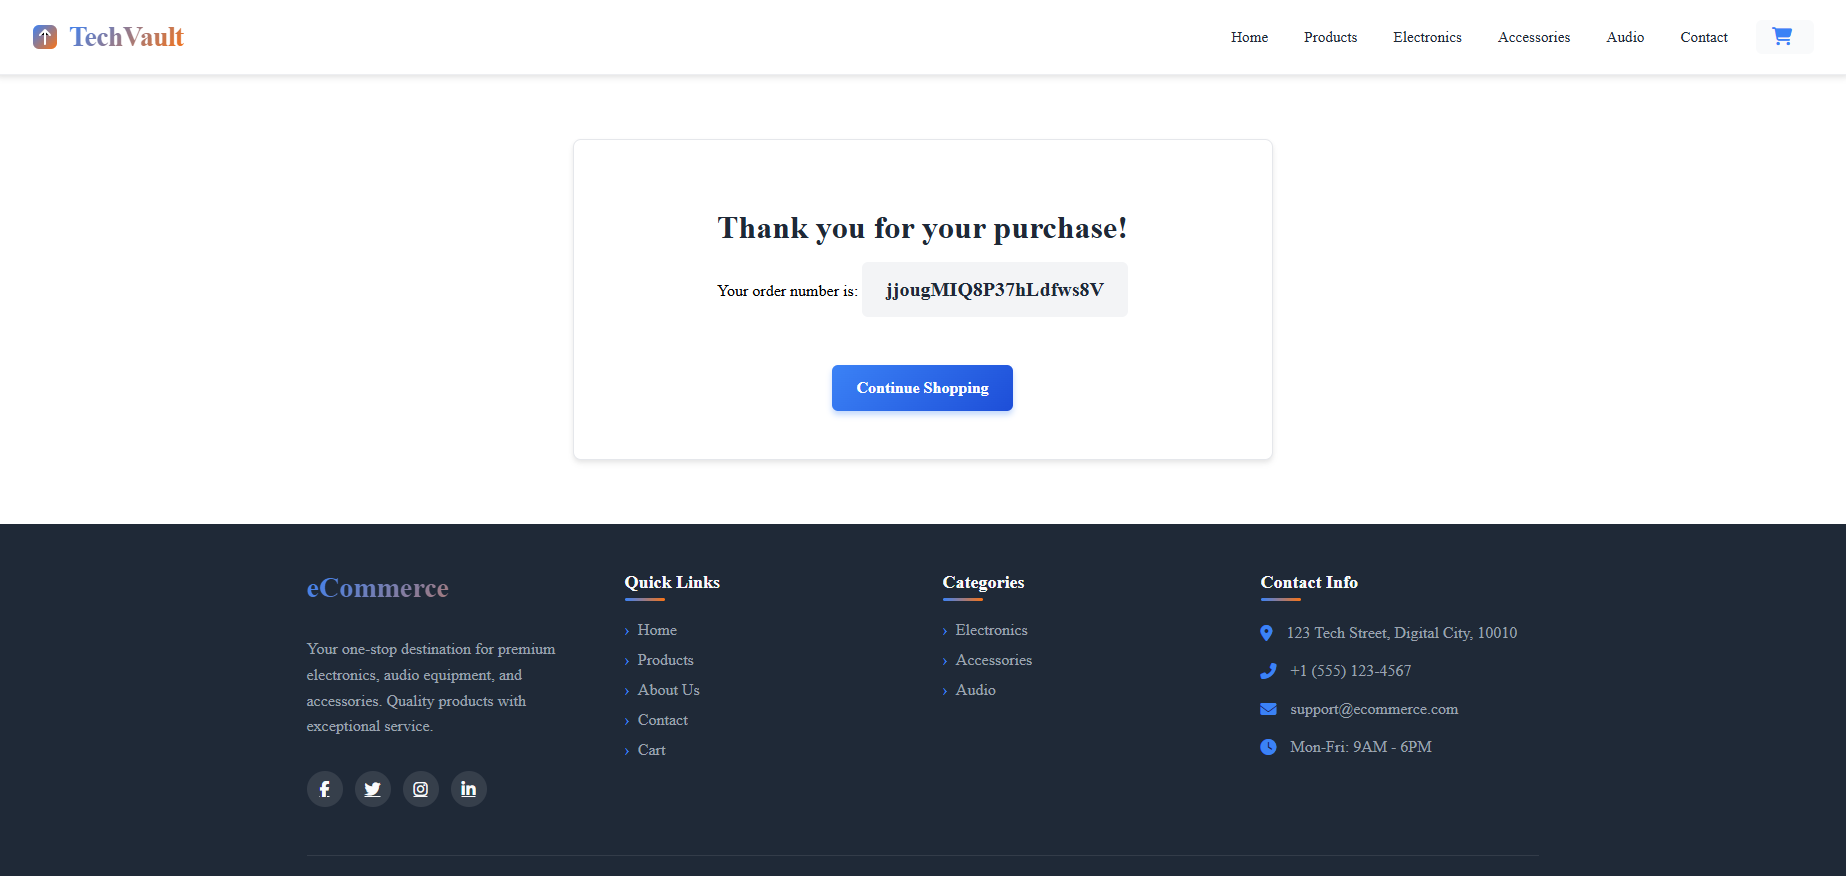 TechVault
Home Products Electronics Accessories Audio Contact
Thank you for your purchase!
Your order number is: jjougMIQ8P37hLdfws8V
Continue Shopping
eCommerce
Your one-stop destination for premium
electronics, audio equipment, and
accessories. Quality products with
exceptional service.
Quick Links
› Home
› Products
› About Us
› Contact
› Cart
Categories
› Electronics
› Accessories
› Audio
Contact Info
123 Tech Street, Digital City, 10010
+1 (555) 123-4567
support@ecommerce.com
Mon-Fri: 9AM - 6PM